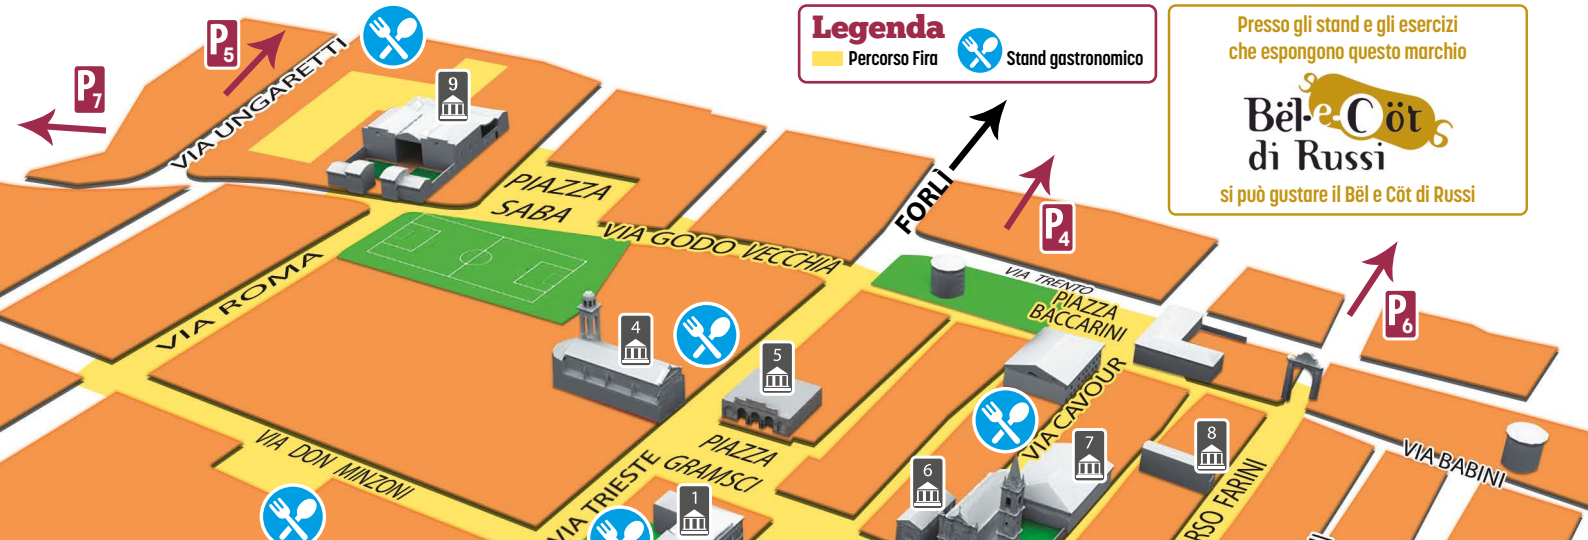 Legenda
Percorso Fira
Stand gastronomico
Presso gli stand e gli esercizi
che espongono questo marchio
Bël-e-Cöt
di Russi
si può gustare il Bël e Cöt di Russi
P5
P7
VIA UNGARETTI
9
PIAZZA
SABA
FORLÌ
P4
VIA GODO VECCHIA
VIA ROMA
VIA TRENTO
PIAZZA
BACCARINI
P6
4
5
VIA CAVOUR
PIAZZA
GRAMSCI
VIA DON MINZONI
VIA TRIESTE
1
6
7
8
RSO FARINI
VIA BABINI